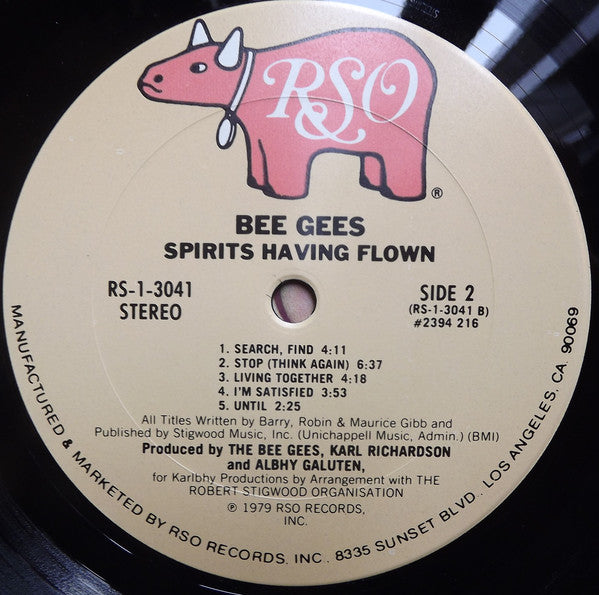 RSO
®
BEE GEES
SPIRITS HAVING FLOWN
RS-1-3041
STEREO
SIDE 2
(RS-1-3041 B)
#2394 216
1. SEARCH, FIND 4:11
2. STOP (THINK AGAIN) 6:37
3. LIVING TOGETHER 4:18
4. I'M SATISFIED 3:53
5. UNTIL 2:25
All Titles Written by Barry, Robin & Maurice Gibb and
Published by Stigwood Music, Inc. (Unichappell Music, Admin.) (BMI)
Produced by THE BEE GEES, KARL RICHARDSON
and ALBHY GALUTEN,
for Karlbhy Productions by Arrangement with THE
ROBERT STIGWOOD ORGANISATION
℗ 1979 RSO RECORDS,
INC.
MANUFACTURED & MARKETED BY RSO RECORDS, INC., 8335 SUNSET BLVD., LOS ANGELES, CA. 90069